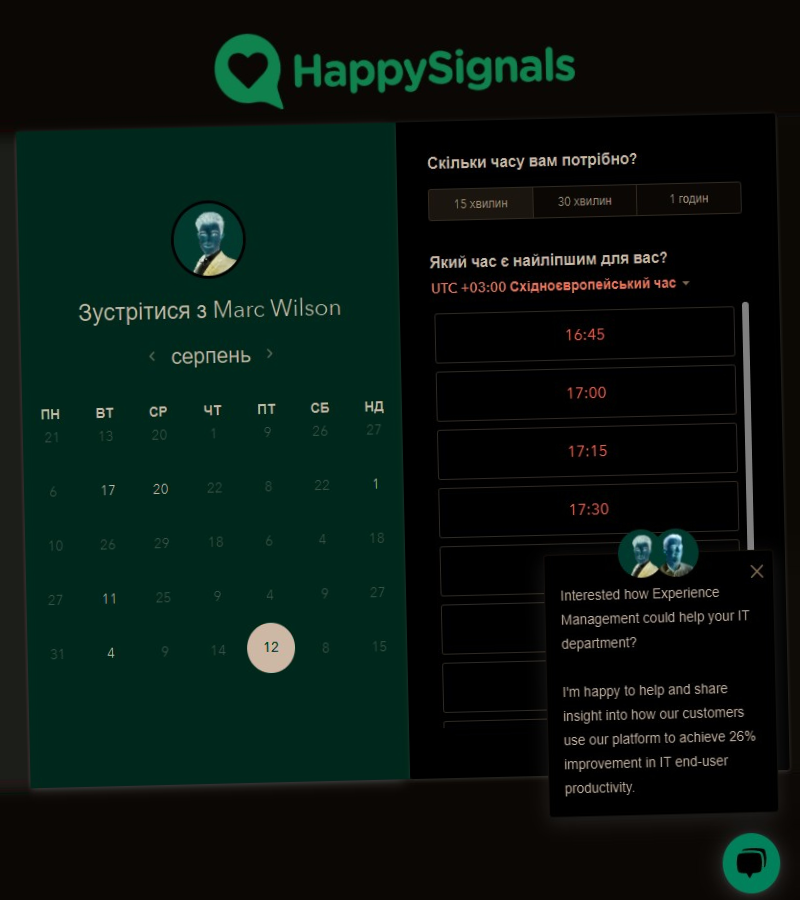 HappySignals
Зустрітися з Marc Wilson
серпень
ПН ВТ СР ЧТ ПТ СБ НД
21 13 20 1 9 26 27
6 17 20 22 8 22 1
10 26 29 18 6 4 18
27 11 25 9 4 9 27
31 4 9 14 12 8 15
Скільки часу вам потрібно?
15 хвилин 30 хвилин 1 годин
Який час є найліпшим для вас?
UTC +03:00 Східноєвропейський час
16:45
17:00
17:15
17:30
Interested how Experience
Management could help your IT
department?
I'm happy to help and share
insight into how our customers
use our platform to achieve 26%
improvement in IT end-user
productivity.